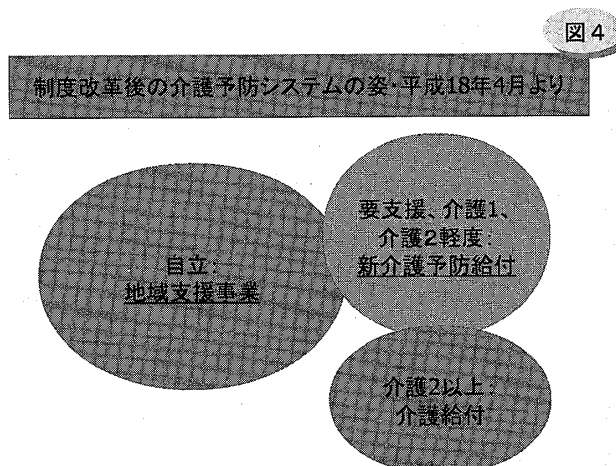 図4
制度改革後の介護予防システムの姿・平成18年4月より
自立:
地域支援事業
要支援、介護1、
介護2軽度:
新介護予防給付
介護2以上:
介護給付